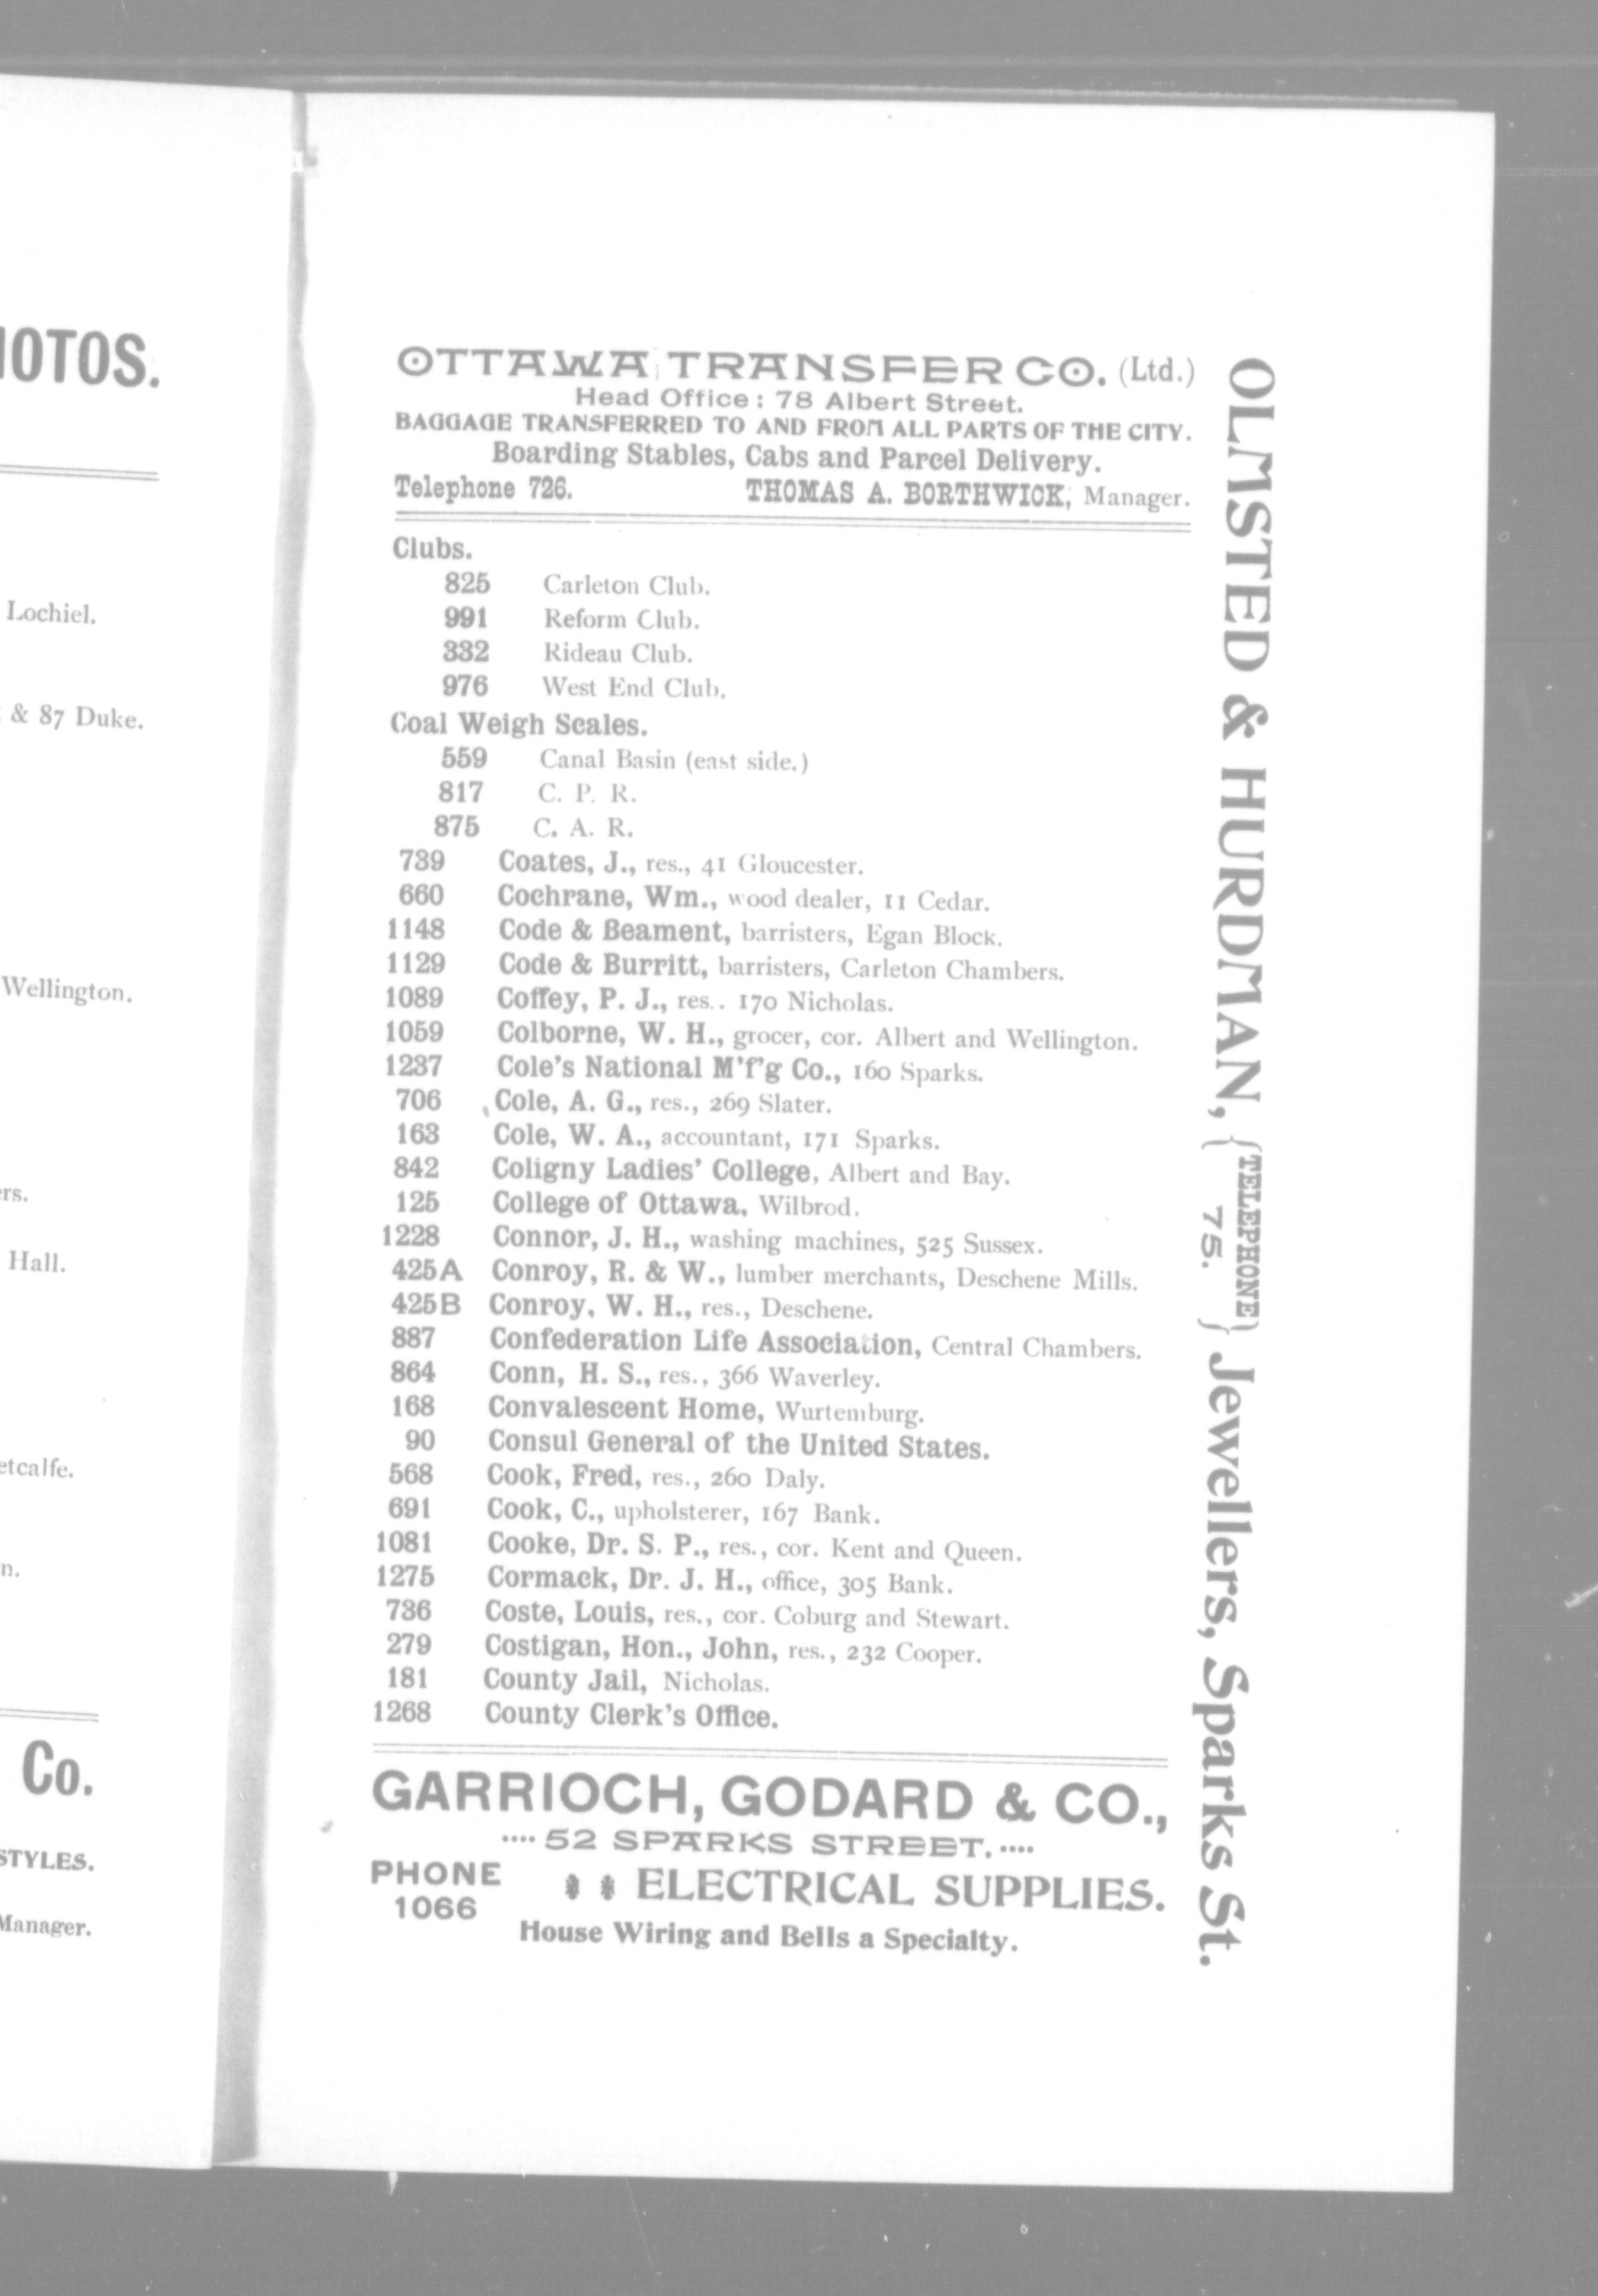 HOTOS.
Lochiel.
& 87 Duke.
Wellington.
rs.
Hall.
etcalfe.
n.
Co.
STYLES.
Manager.
OTTAWA TRANSFER CO. (Ltd.)
Head Office : 78 Albert Street.
BAGGAGE TRANSFERRED TO AND FROM ALL PARTS OF THE CITY.
Boarding Stables, Cabs and Parcel Delivery.
Telephone 726. THOMAS A. BORTHWICK, Manager.
Clubs.
825 Carleton Club.
991 Reform Club.
332 Rideau Club.
976 West End Club.
Coal Weigh Scales.
559 Canal Basin (east side.)
817 C. P. R.
875 C. A. R.
739 Coates, J., res., 41 Gloucester.
660 Cochrane, Wm., wood dealer, 11 Cedar.
1148 Code & Beament, barristers, Egan Block.
1129 Code & Burritt, barristers, Carleton Chambers.
1089 Coffey, P. J., res.. 170 Nicholas.
1059 Colborne, W. H., grocer, cor. Albert and Wellington.
1237 Cole's National M'f'g Co., 160 Sparks.
706 Cole, A. G., res., 269 Slater.
163 Cole, W. A., accountant, 171 Sparks.
842 Coligny Ladies' College, Albert and Bay.
125 College of Ottawa, Wilbrod.
1228 Connor, J. H., washing machines, 525 Sussex.
425A Conroy, R. & W., lumber merchants, Deschene Mills.
425B Conroy, W. H., res., Deschene.
887 Confederation Life Association, Central Chambers.
864 Conn, H. S., res., 366 Waverley.
168 Convalescent Home, Wurtemburg.
90 Consul General of the United States.
568 Cook, Fred, res., 260 Daly.
691 Cook, C., upholsterer, 167 Bank.
1081 Cooke, Dr. S. P., res., cor. Kent and Queen.
1275 Cormack, Dr. J. H., office, 305 Bank.
736 Coste, Louis, res., cor. Coburg and Stewart.
279 Costigan, Hon., John, res., 232 Cooper.
181 County Jail, Nicholas.
1268 County Clerk's Office.
GARRIOCH, GODARD & CO.,
···· 52 SPARKS STREET. ····
PHONE 1066
ELECTRICAL SUPPLIES.
House Wiring and Bells a Specialty.
OLMSTED & HURDMAN, {TELEPHONE 75.} Jewellers, Sparks St.